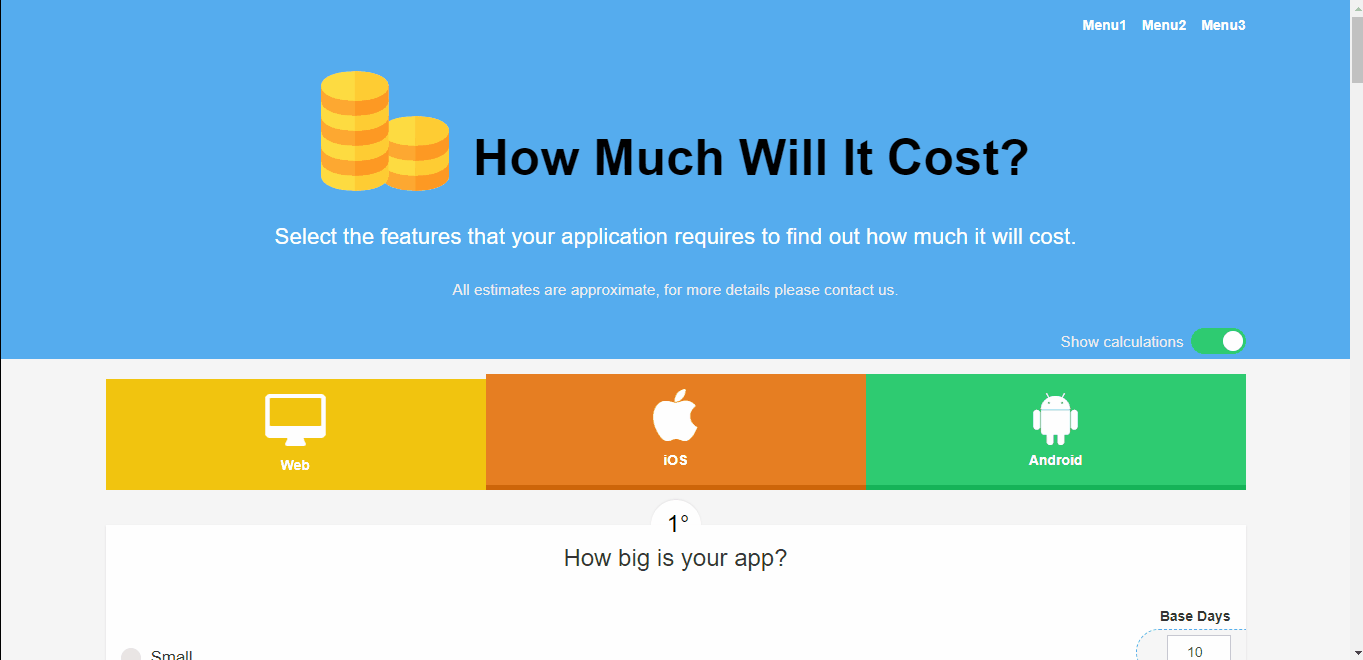 Menu1 Menu2 Menu3
How Much Will It Cost?
Select the features that your application requires to find out how much it will cost.
All estimates are approximate, for more details please contact us.
Show calculations
Web
iOS
Android
1°
How big is your app?
Base Days
Small
10